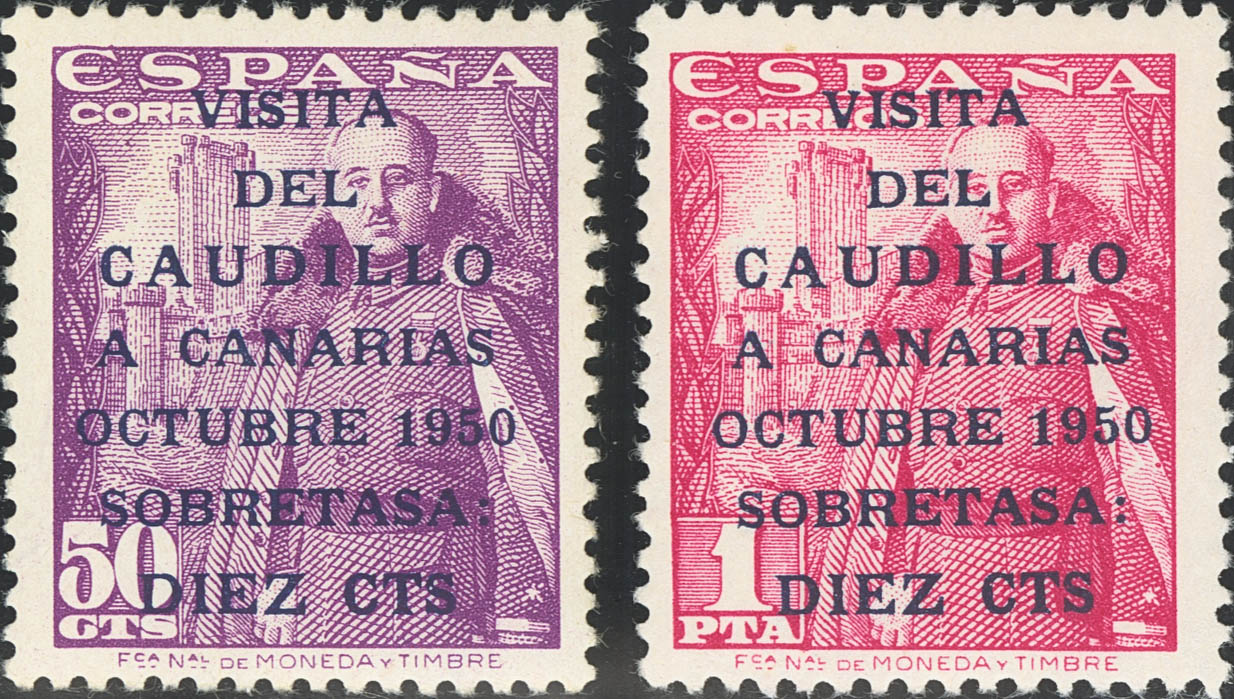 ESPAÑA
CORREOS
VISITA
DEL
CAUDILLO
A CANARIAS
OCTUBRE 1950
SOBRETASA:
DIEZ CTS
50
CTS
FCA NAL DE MONEDA Y TIMBRE
ESPAÑA
CORREOS
VISITA
DEL
CAUDILLO
A CANARIAS
OCTUBRE 1950
SOBRETASA:
DIEZ CTS
1
PTA
FCA NAL DE MONEDA Y TIMBRE